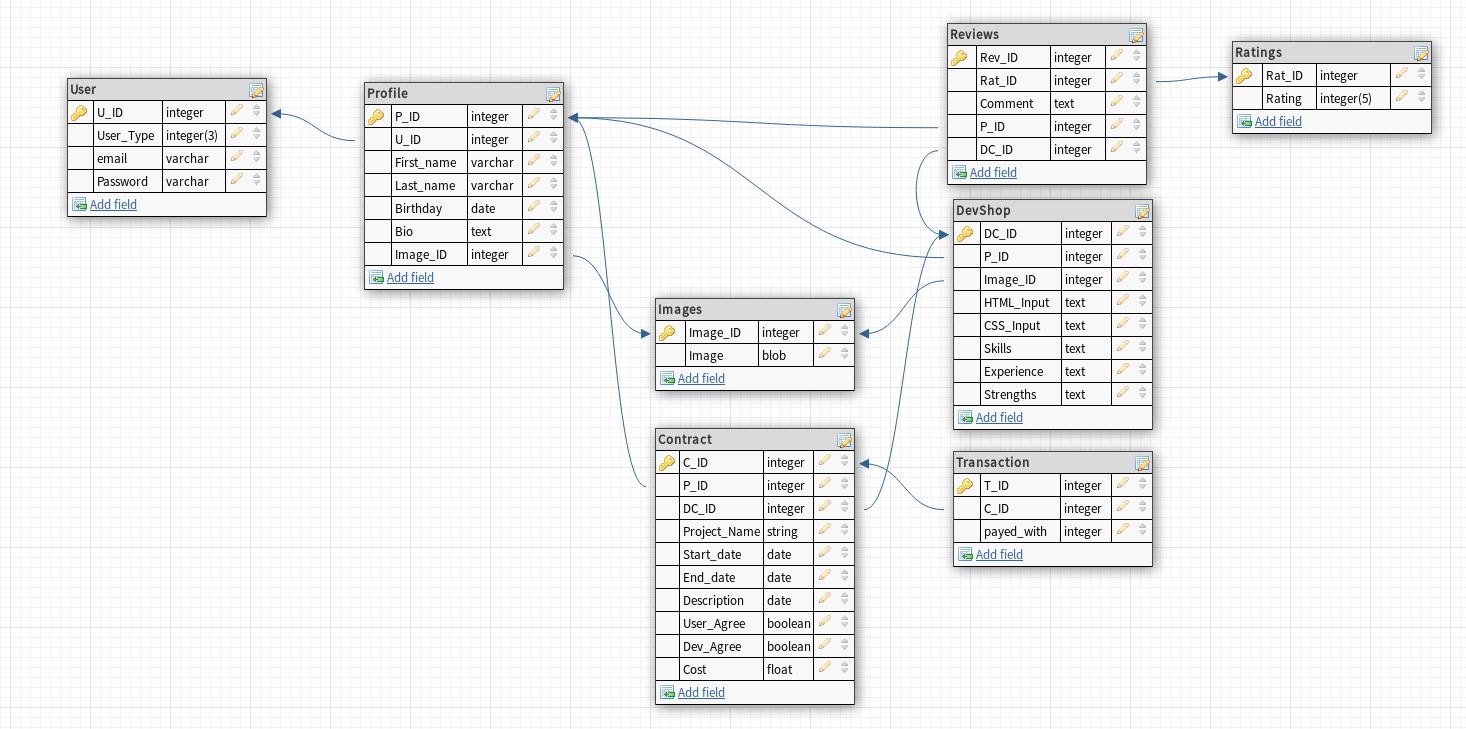 User
U_ID integer
User_Type integer(3)
email varchar
Password varchar
Add field
Profile
P_ID integer
U_ID integer
First_name varchar
Last_name varchar
Birthday date
Bio text
Image_ID integer
Add field
Images
Image_ID integer
Image blob
Add field
Contract
C_ID integer
P_ID integer
DC_ID integer
Project_Name string
Start_date date
End_date date
Description date
User_Agree boolean
Dev_Agree boolean
Cost float
Add field
Reviews
Rev_ID integer
Rat_ID integer
Comment text
P_ID integer
DC_ID integer
Add field
DevShop
DC_ID integer
P_ID integer
Image_ID integer
HTML_Input text
CSS_Input text
Skills text
Experience text
Strengths text
Add field
Transaction
T_ID integer
C_ID integer
payed_with integer
Add field
Ratings
Rat_ID integer
Rating integer(5)
Add field